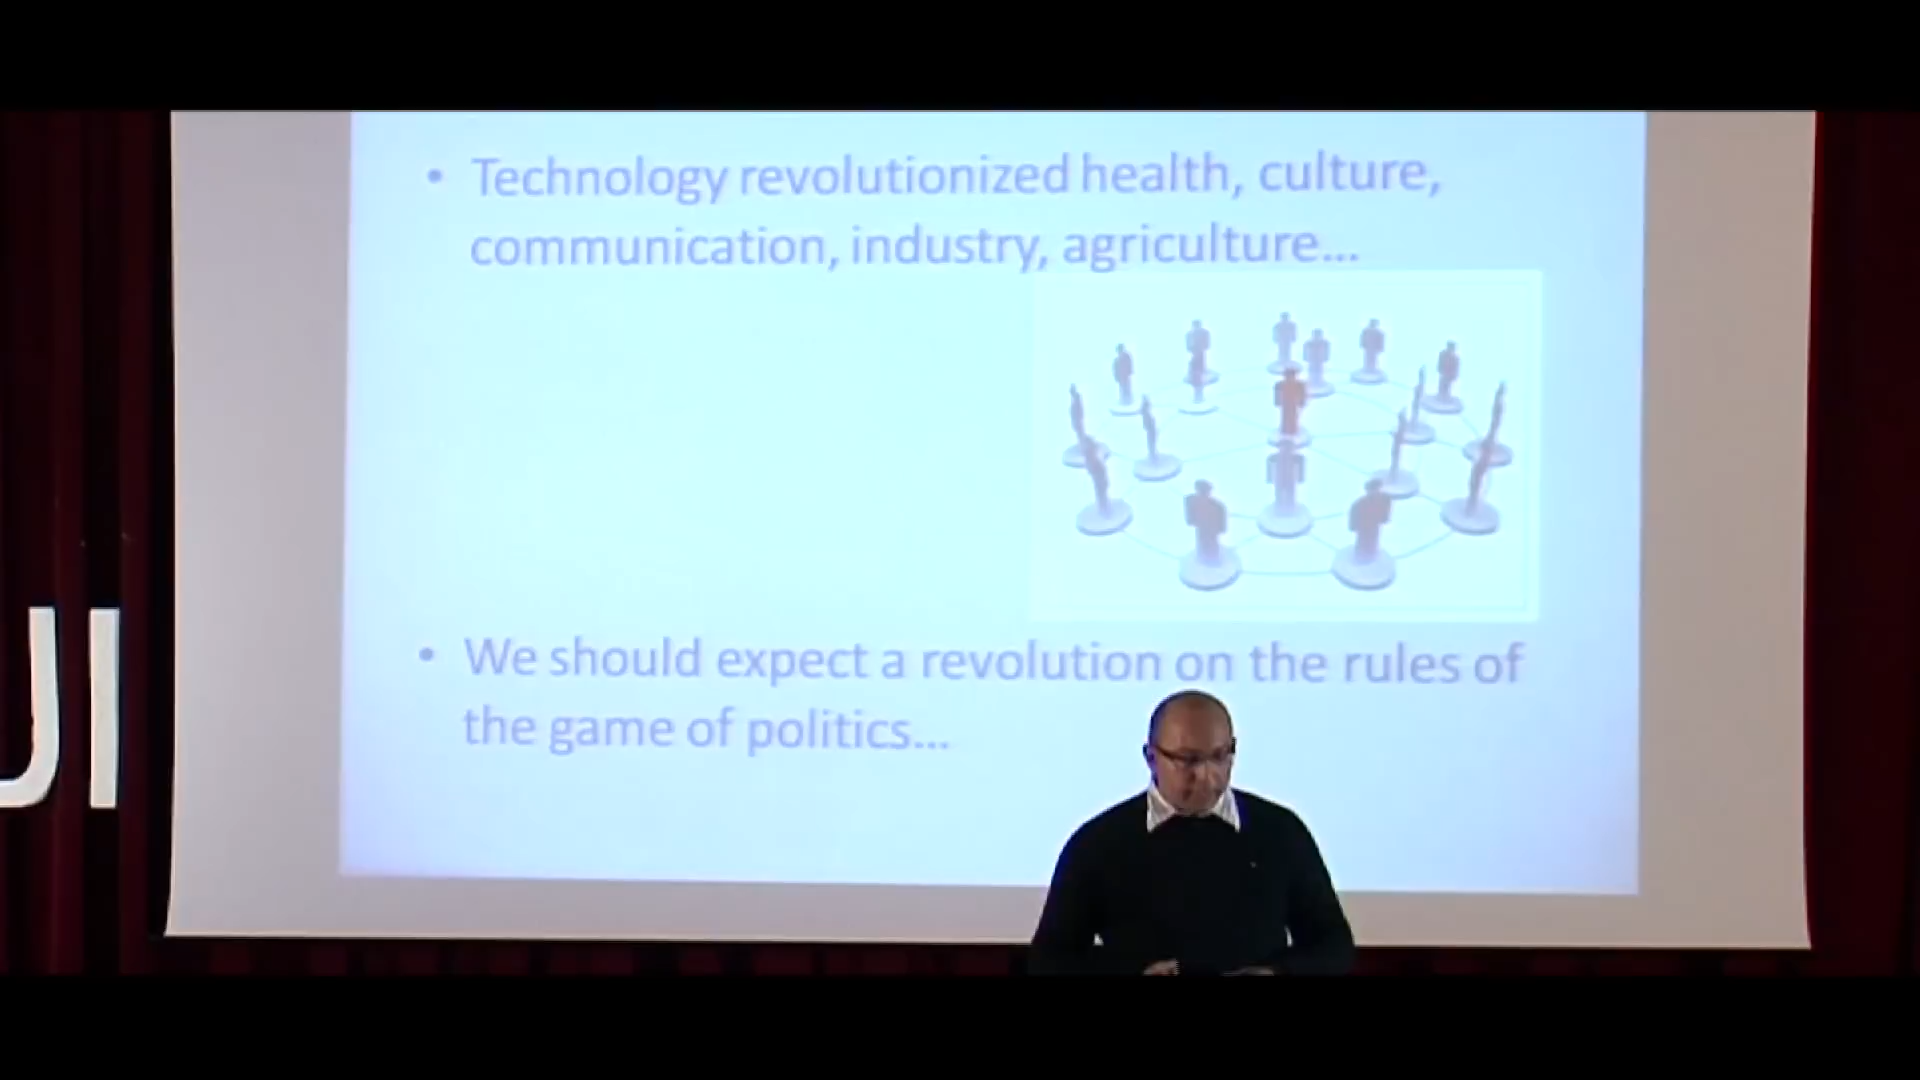 • Technology revolutionized health, culture,
communication, industry, agriculture...
• We should expect a revolution on the rules of
the game of politics...